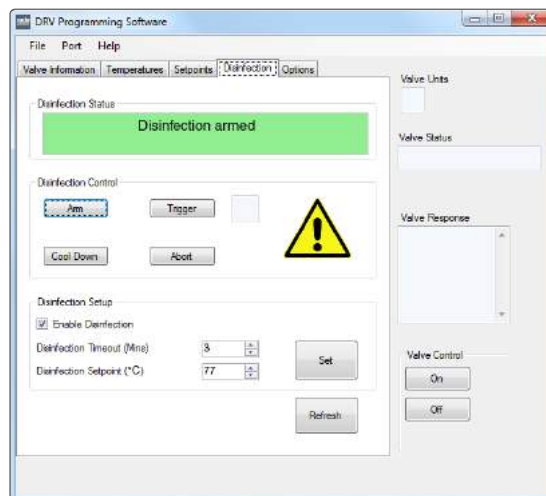 DRV Programming Software
File Port Help
Valve Information Temperatures Setpoints Disinfection Options
Disinfection Status
Disinfection armed
Disinfection Control
Arm Trigger
Cool Down Abort
Disinfection Setup
Enable Disinfection
Disinfection Timeout (Mins) 3
Disinfection Setpoint (°C) 77
Set
Refresh
Valve Units
Valve Status
Valve Response
Valve Control
On
Off